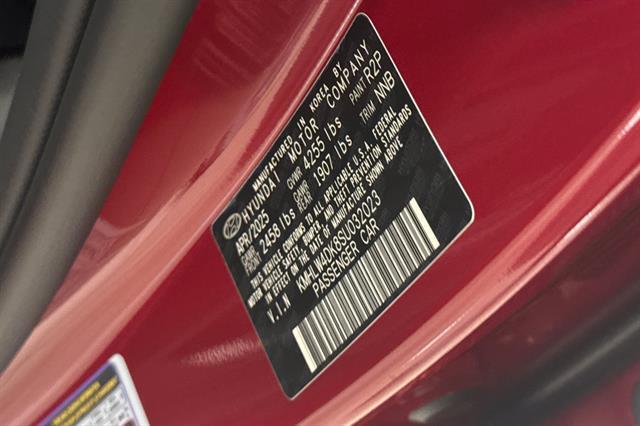 MANUFACTURED IN KOREA BY
HYUNDAI MOTOR COMPANY
APR/2025 GVWR 4255 lbs PAINT R2P
GAWR FRT. 2458 lbs GAWR REAR 1907 lbs TRIM NNB
THIS VEHICLE CONFORMS TO ALL APPLICABLE U.S.A. FEDERAL
MOTOR VEHICLE SAFETY, BUMPER, AND THEFT PREVENTION STANDARDS
IN EFFECT ON THE DATE OF MANUFACTURE SHOWN ABOVE.
V.I.N KMHLW4DK8SU032023
PASSENGER CAR